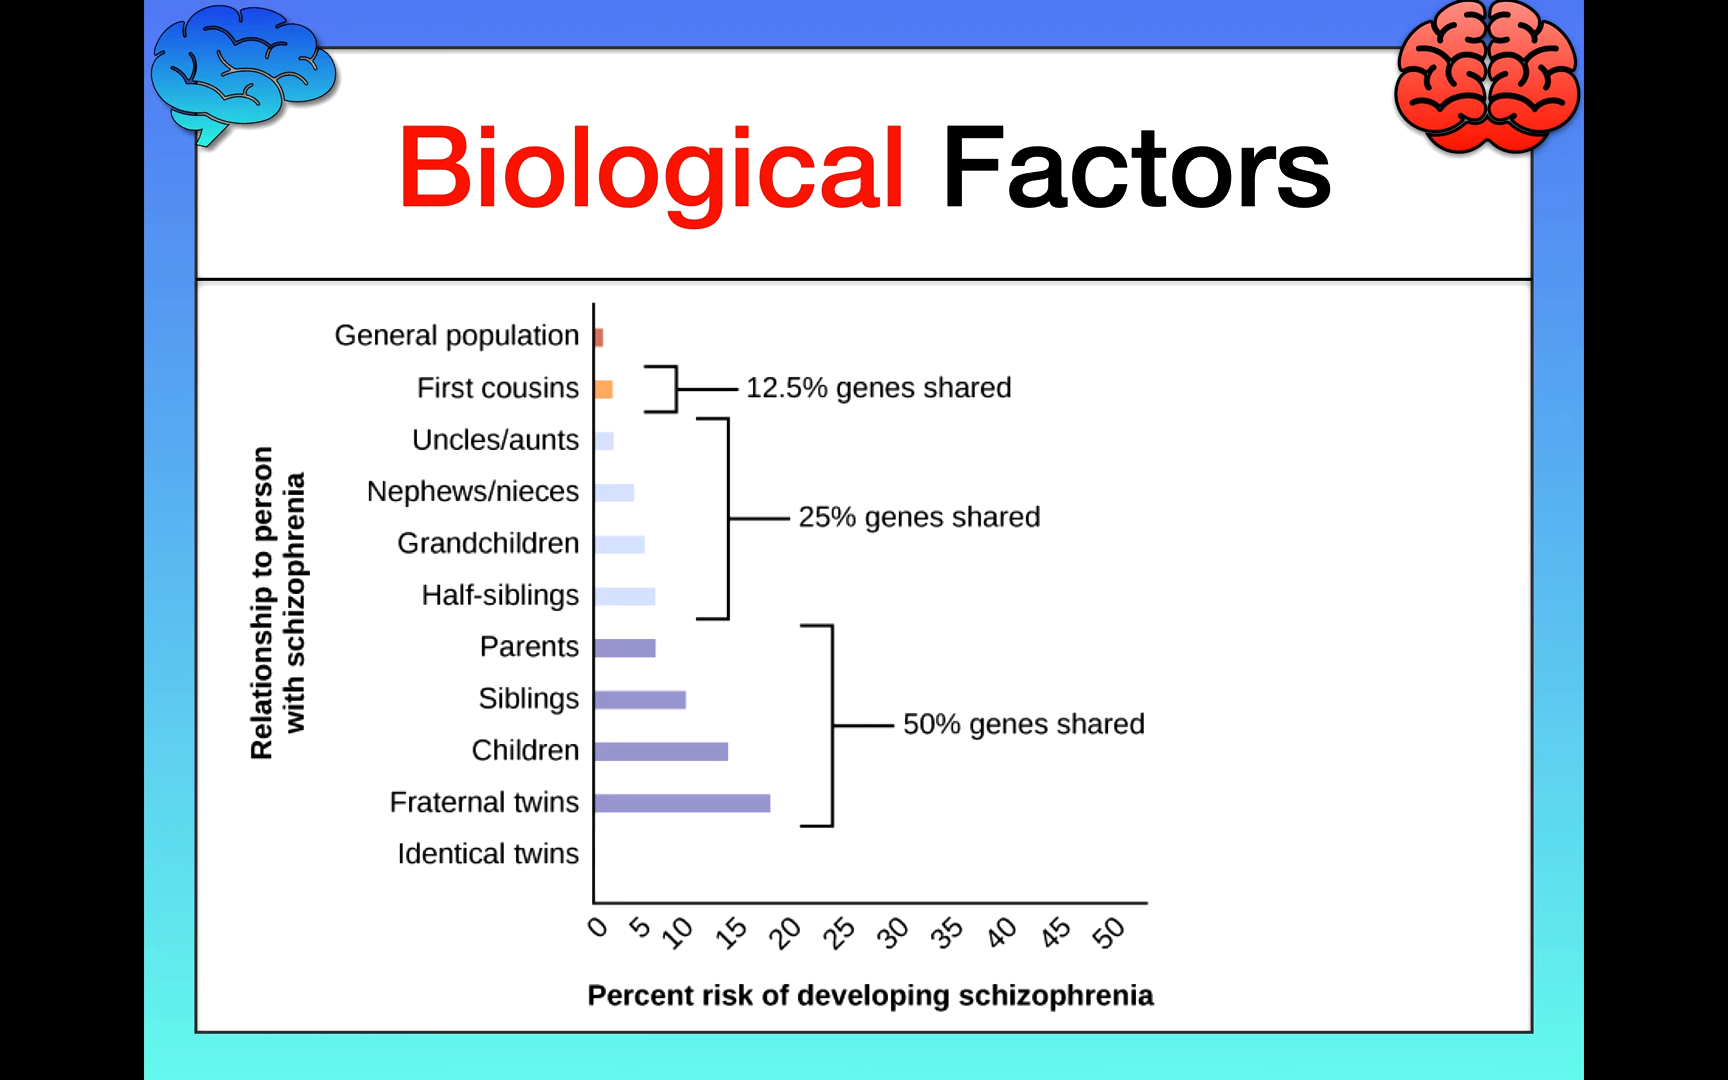 Biological Factors
General population
First cousins
12.5% genes shared
Uncles/aunts
Nephews/nieces
25% genes shared
Grandchildren
Half-siblings
Parents
Siblings
50% genes shared
Children
Fraternal twins
Identical twins
Relationship to person
with schizophrenia
0 5 10 15 20 25 30 35 40 45 50
Percent risk of developing schizophrenia